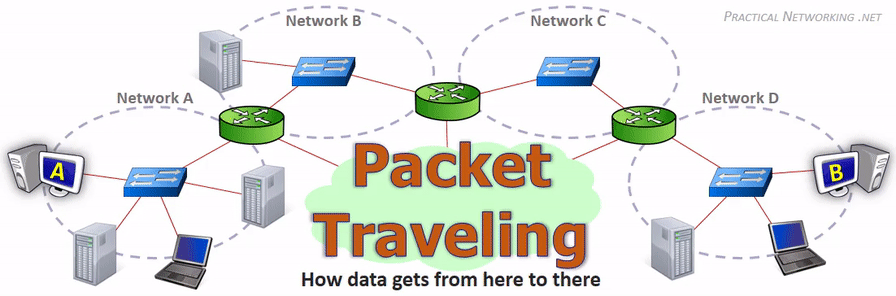 Network B
Network C
PRACTICAL NETWORKING .NET
Network A
Network D
A
B
Packet
Traveling
How data gets from here to there